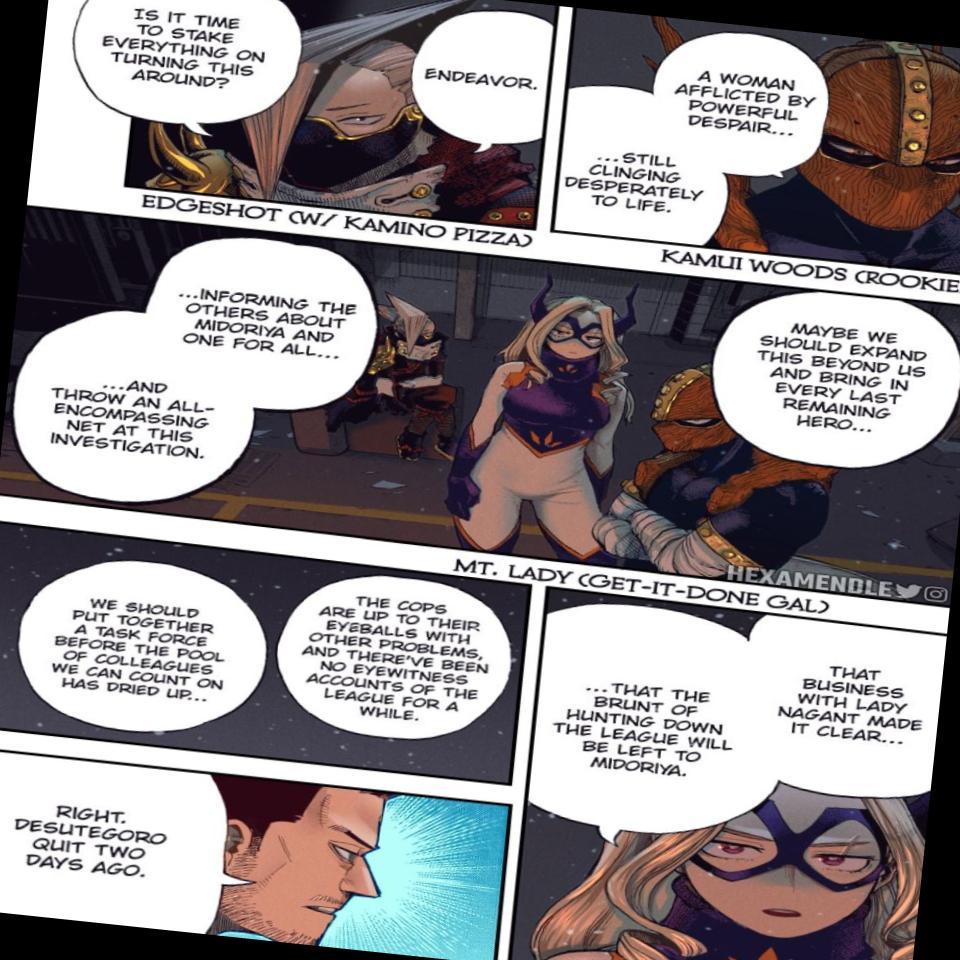 A WOMAN
AFFLICTED BY
POWERFUL
DESPAIR...
...STILL
CLINGING
DESPERATELY
TO LIFE.
KAMUI WOODS (ROOKIE
ENDEAVOR.
IS IT TIME
TO STAKE
EVERYTHING ON
TURNING THIS
AROUND?
EDGESHOT (W/ KAMINO PIZZA)
MAYBE WE
SHOULD EXPAND
THIS BEYOND US
AND BRING IN
EVERY LAST
REMAINING
HERO...
...INFORMING THE
OTHERS ABOUT
MIDORIYA AND
ONE FOR ALL...
...AND
THROW AN ALL-
ENCOMPASSING
NET AT THIS
INVESTIGATION.
HEXAMENDLE
MT. LADY (GET-IT-DONE GAL)
THAT
BUSINESS
WITH LADY
NAGANT MADE
IT CLEAR...
...THAT THE
BRUNT OF
HUNTING DOWN
THE LEAGUE WILL
BE LEFT TO
MIDORIYA.
THE COPS
ARE UP TO THEIR
EYEBALLS WITH
OTHER PROBLEMS,
AND THERE'VE BEEN
NO EYEWITNESS
ACCOUNTS OF THE
LEAGUE FOR A
WHILE.
WE SHOULD
PUT TOGETHER
A TASK FORCE
BEFORE THE POOL
OF COLLEAGUES
WE CAN COUNT ON
HAS DRIED UP...
RIGHT.
DESUTEGORO
QUIT TWO
DAYS AGO.